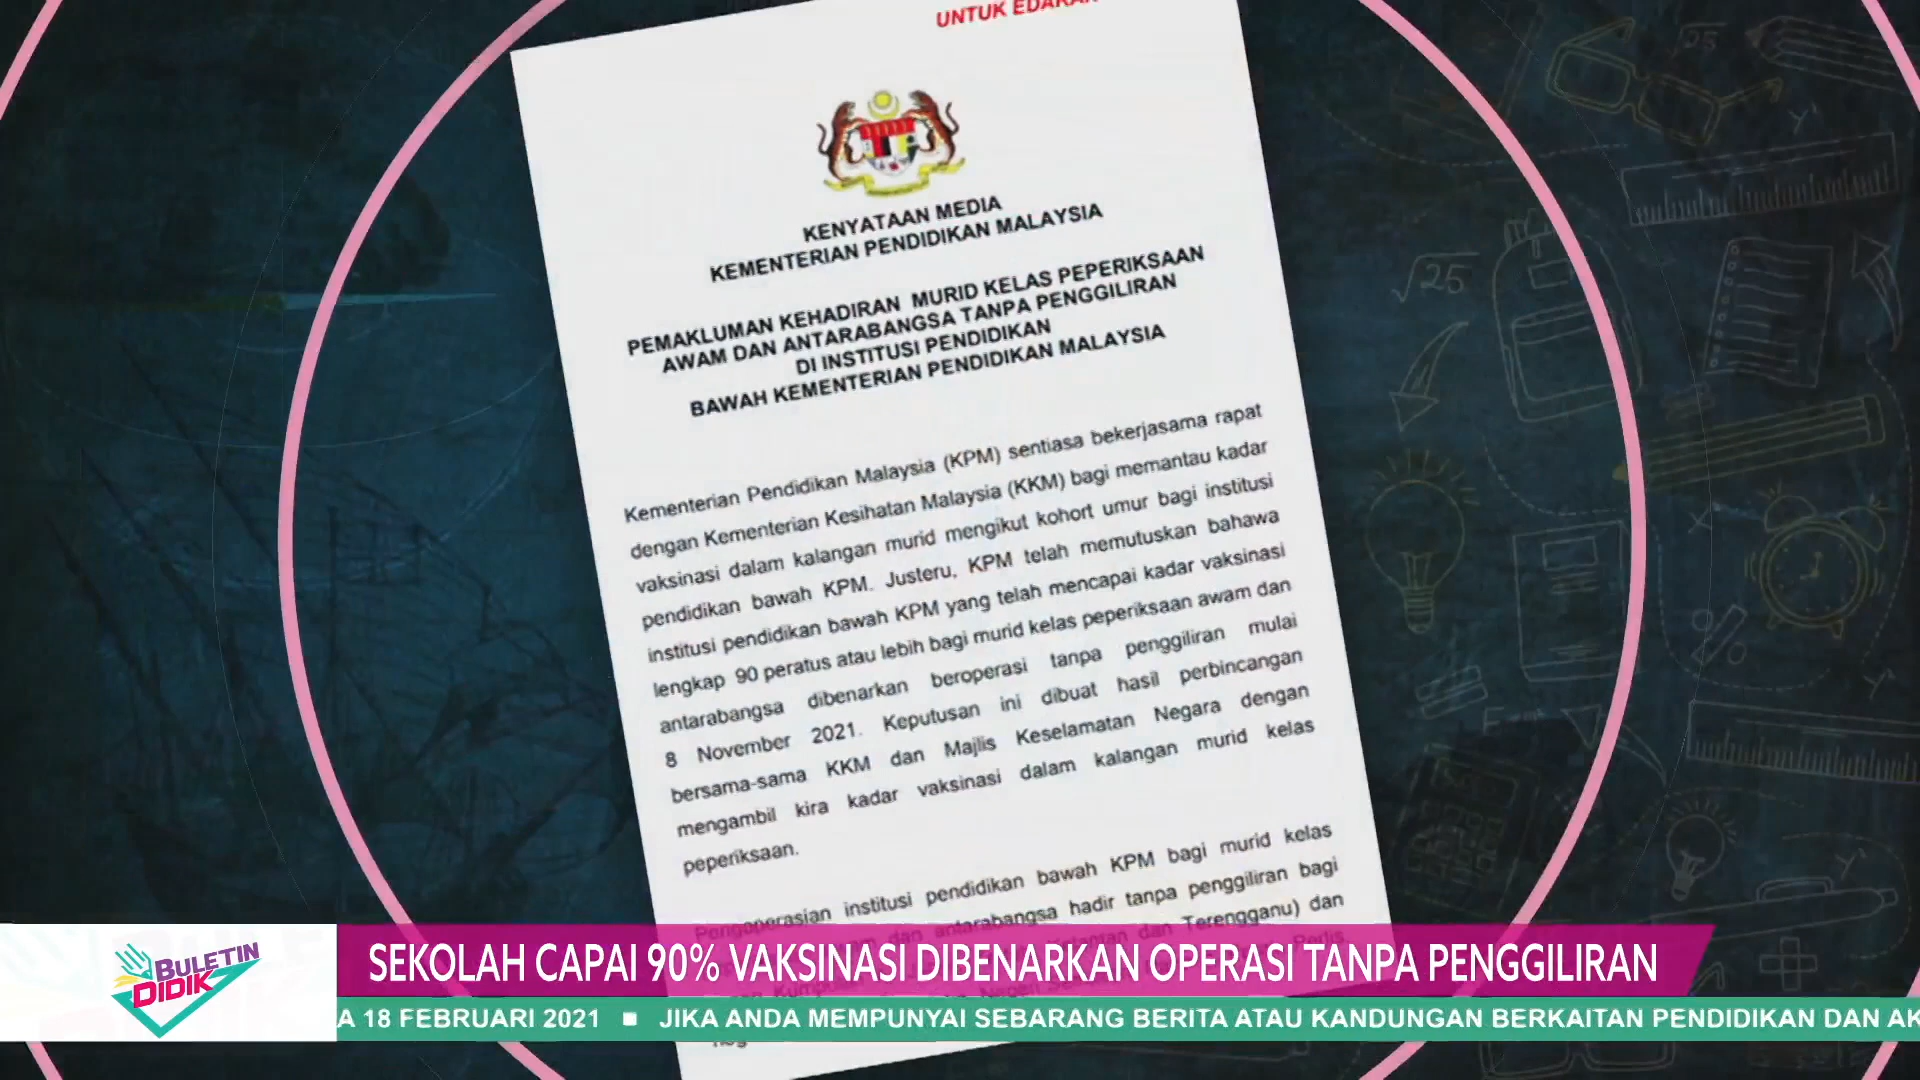 UNTUK EDARAN
KENYATAAN MEDIA
KEMENTERIAN PENDIDIKAN MALAYSIA
PEMAKLUMAN KEHADIRAN MURID KELAS PEPERIKSAAN
AWAM DAN ANTARABANGSA TANPA PENGGILIRAN
DI INSTITUSI PENDIDIKAN
BAWAH KEMENTERIAN PENDIDIKAN MALAYSIA
Kementerian Pendidikan Malaysia (KPM) sentiasa bekerjasama rapat
dengan Kementerian Kesihatan Malaysia (KKM) bagi memantau kadar
vaksinasi dalam kalangan murid mengikut kohort umur bagi institusi
pendidikan bawah KPM. Justeru, KPM telah memutuskan bahawa
institusi pendidikan bawah KPM yang telah mencapai kadar vaksinasi
lengkap 90 peratus atau lebih bagi murid kelas peperiksaan awam dan
antarabangsa dibenarkan beroperasi tanpa penggiliran mulai
8 November 2021. Keputusan ini dibuat hasil perbincangan
bersama-sama KKM dan Majlis Keselamatan Negara dengan
mengambil kira kadar vaksinasi dalam kalangan murid kelas
peperiksaan.
Pengoperasian institusi pendidikan bawah KPM bagi murid kelas
dan antarabangsa hadir tanpa penggiliran bagi
Kelantan dan Terengganu) dan
BULETIN
DIDIK
SEKOLAH CAPAI 90% VAKSINASI DIBENARKAN OPERASI TANPA PENGGILIRAN
A 18 FEBRUARI 2021 ■ JIKA ANDA MEMPUNYAI SEBARANG BERITA ATAU KANDUNGAN BERKAITAN PENDIDIKAN DAN AK